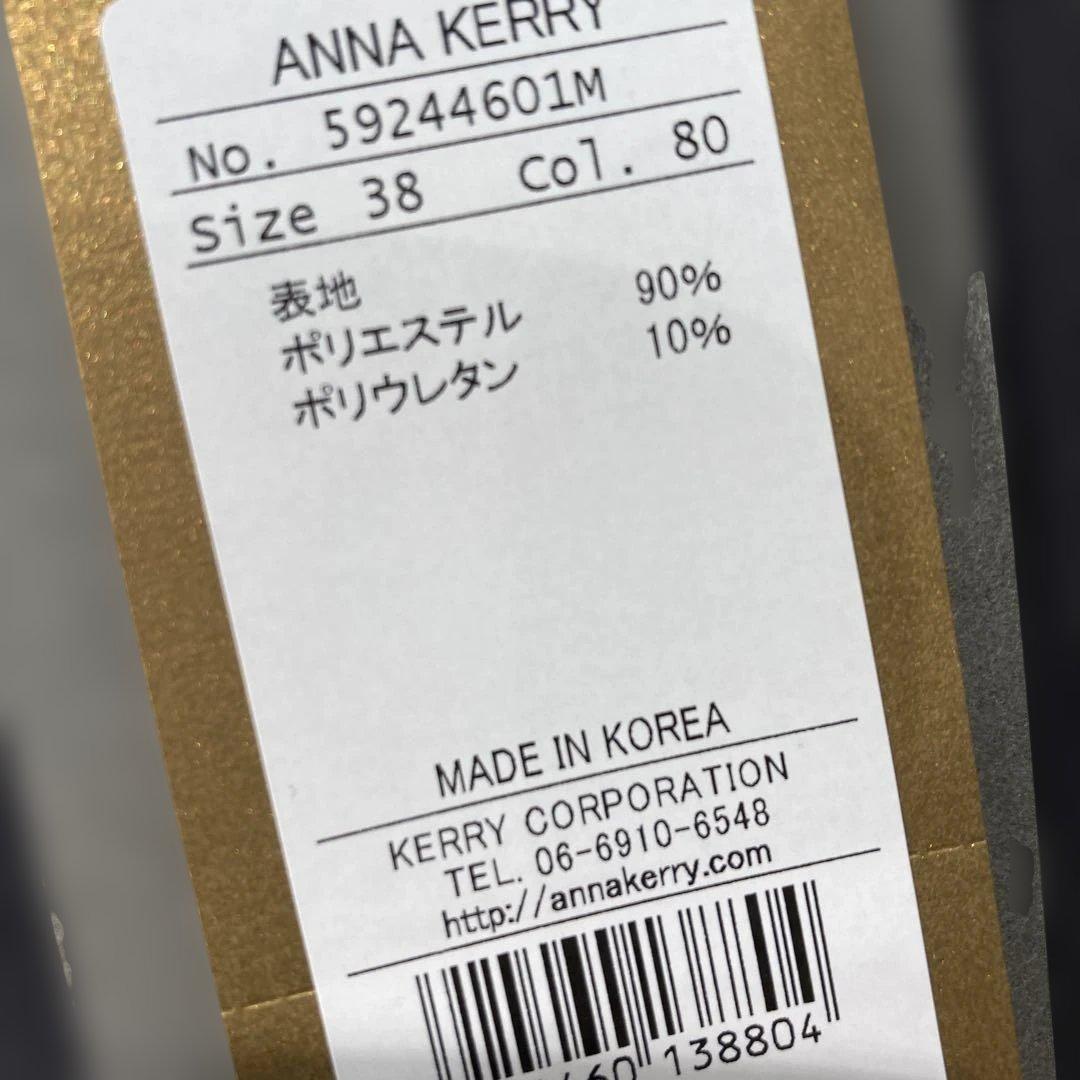 ANNA KERRY
No. 59244601M
Size 38 Col. 80
表地
ポリエステル 90%
ポリウレタン 10%
MADE IN KOREA
KERRY CORPORATION
TEL. 06-6910-6548
http://annakerry.com
138804